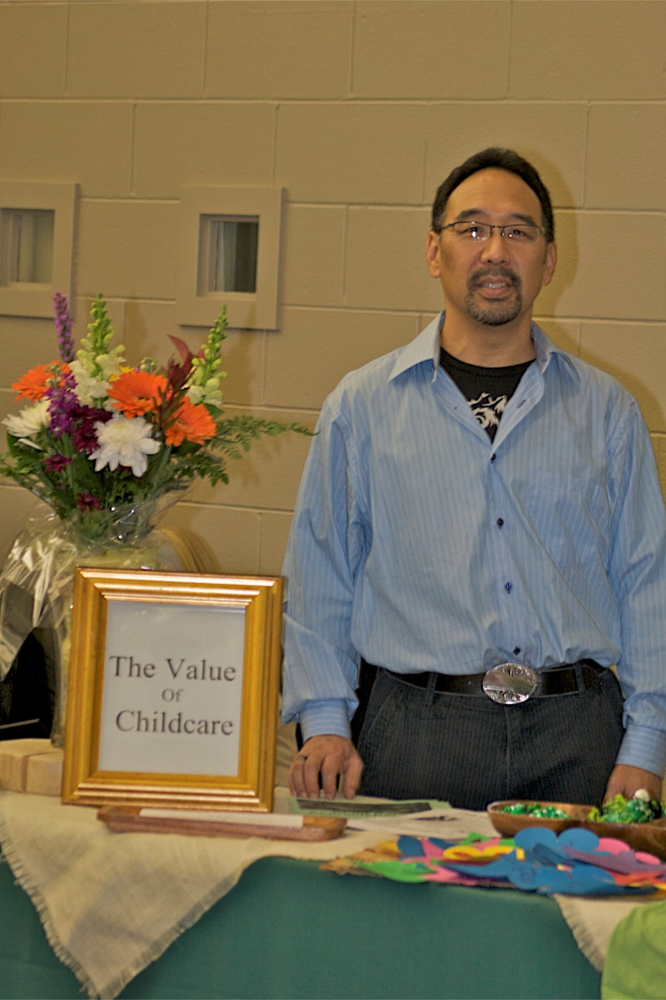 The Value
Of
Childcare